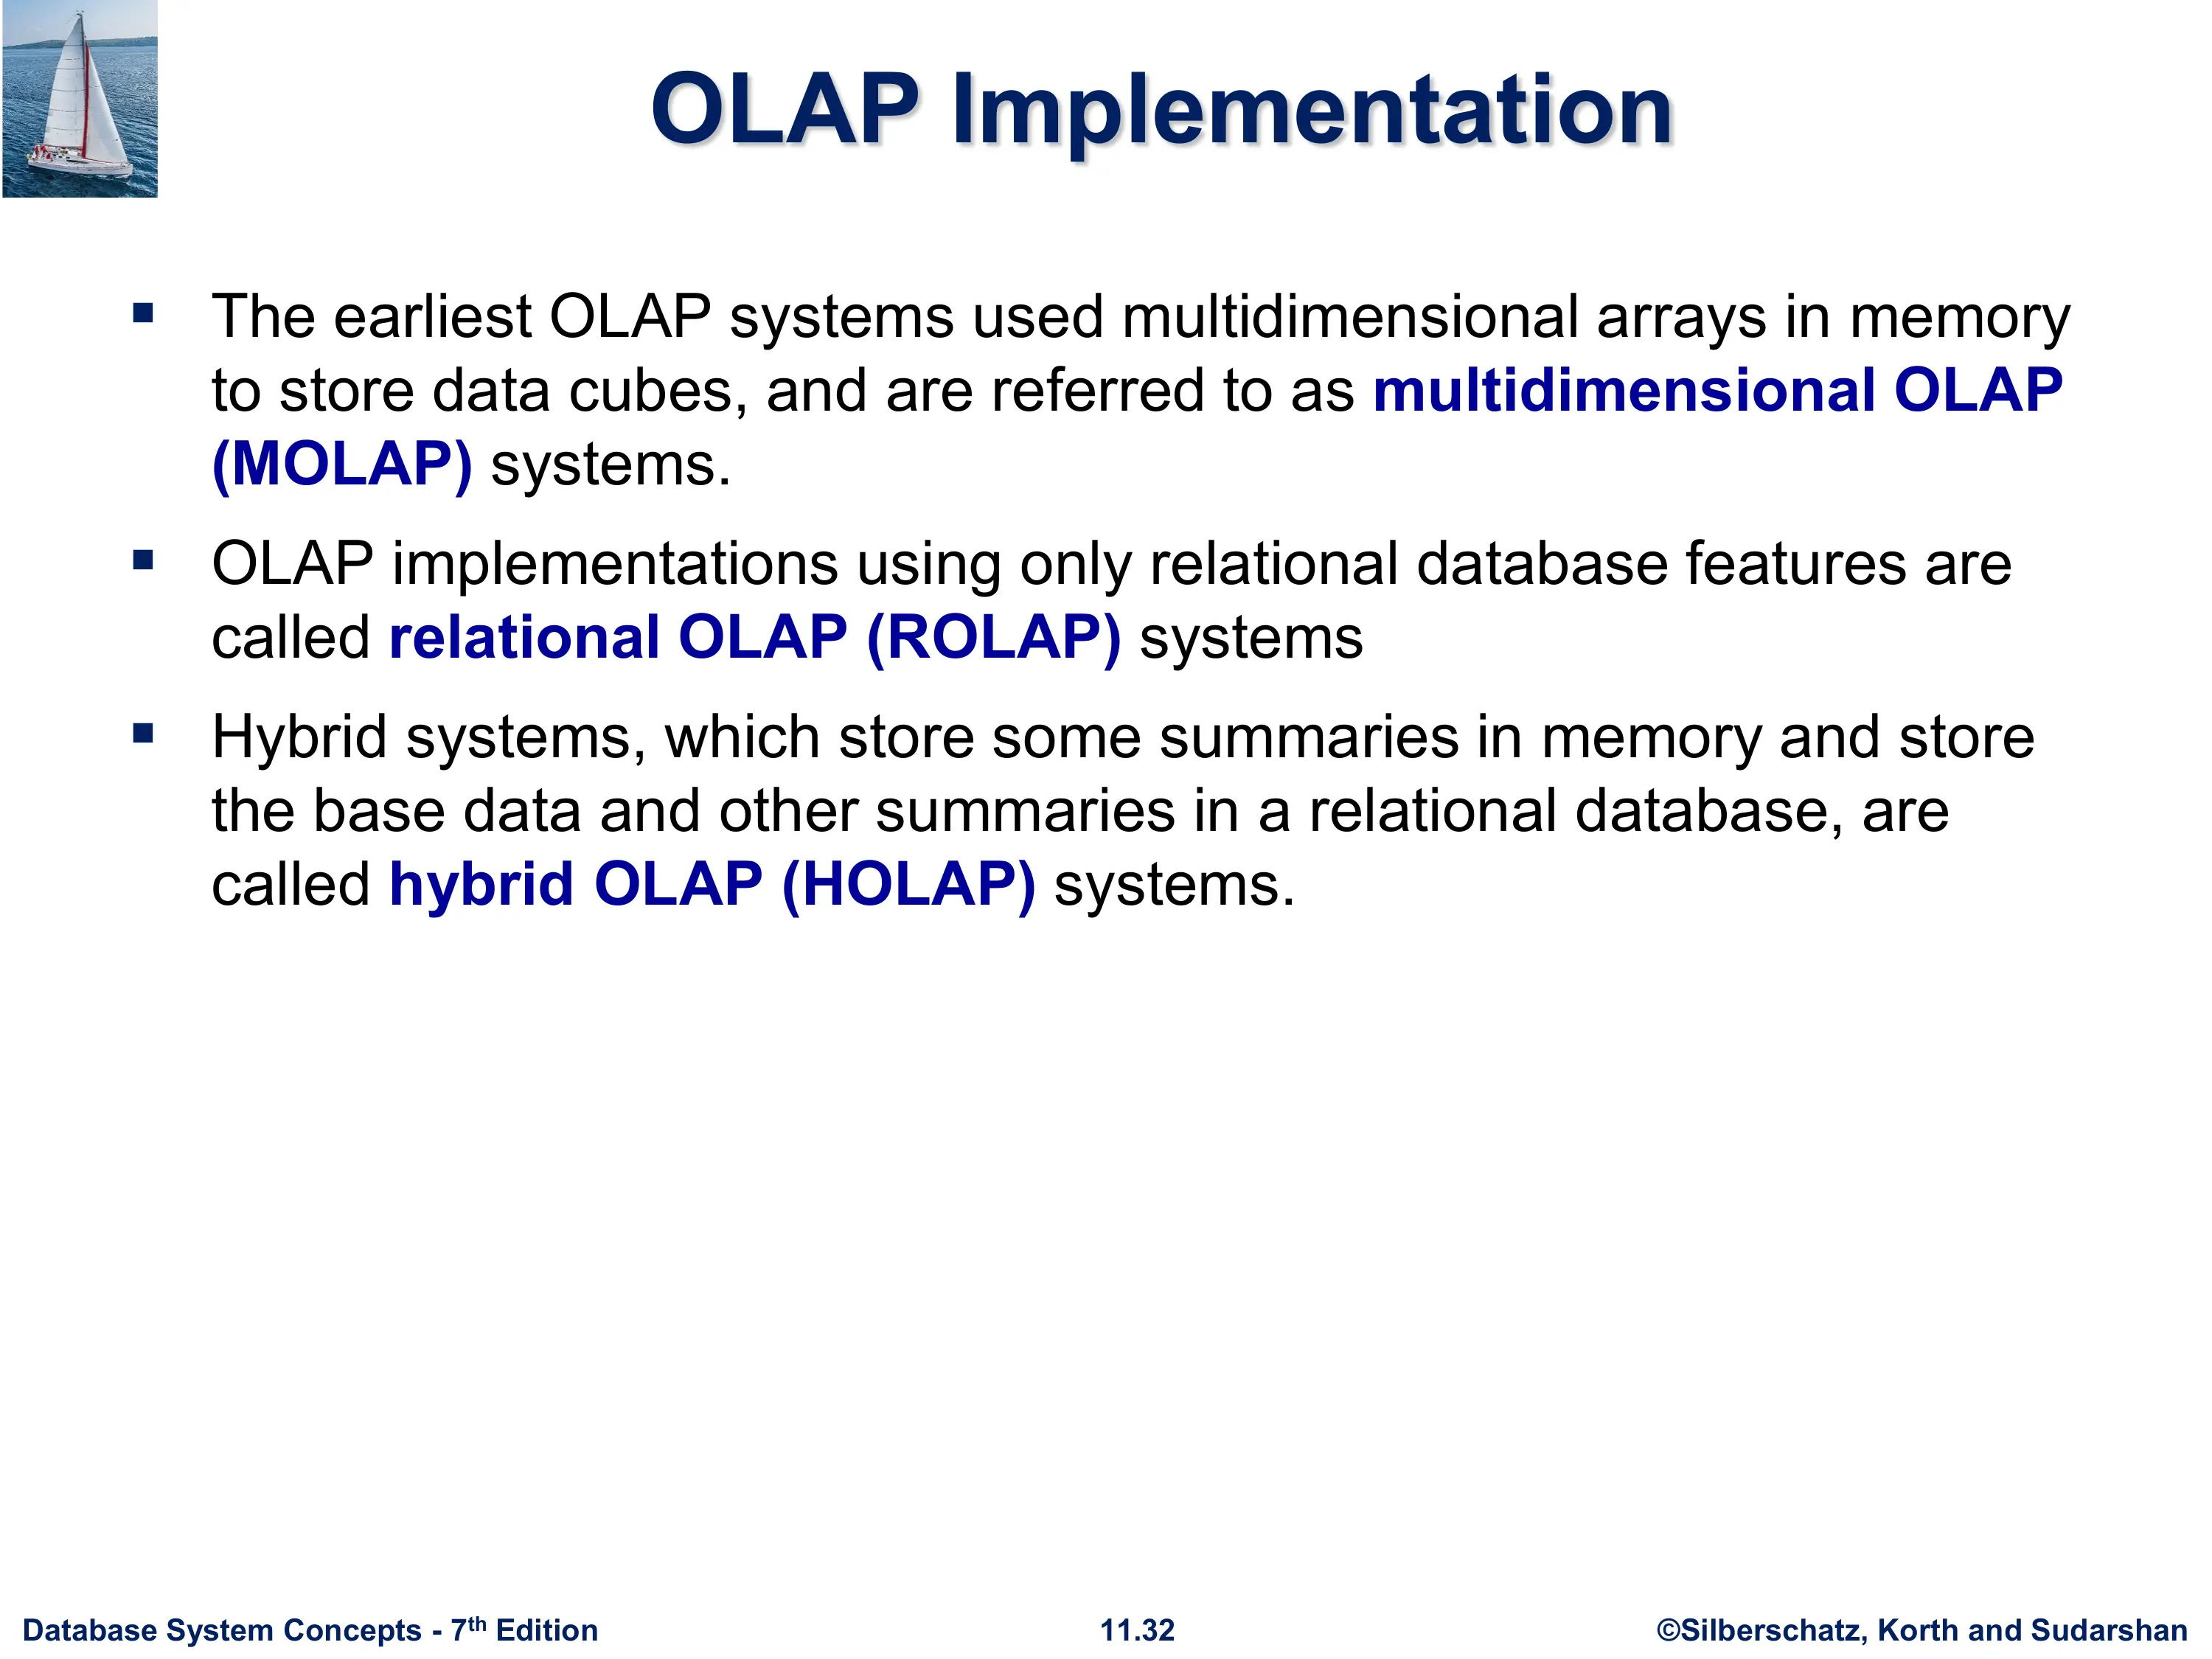 OLAP Implementation
▪ The earliest OLAP systems used multidimensional arrays in memory
to store data cubes, and are referred to as multidimensional OLAP
(MOLAP) systems.
▪ OLAP implementations using only relational database features are
called relational OLAP (ROLAP) systems
▪ Hybrid systems, which store some summaries in memory and store
the base data and other summaries in a relational database, are
called hybrid OLAP (HOLAP) systems.
Database System Concepts - 7th Edition
11.32
©Silberschatz, Korth and Sudarshan